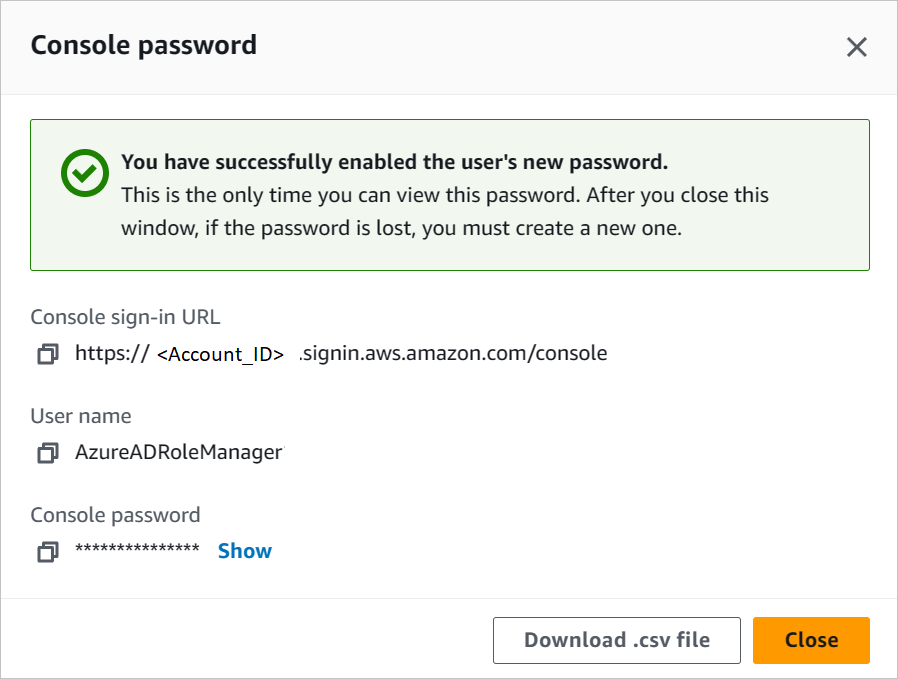 Console password
You have successfully enabled the user's new password.
This is the only time you can view this password. After you close this
window, if the password is lost, you must create a new one.
Console sign-in URL
https:// <Account_ID> .signin.aws.amazon.com/console
User name
AzureADRoleManager
Console password
*************** Show
Download .csv file Close